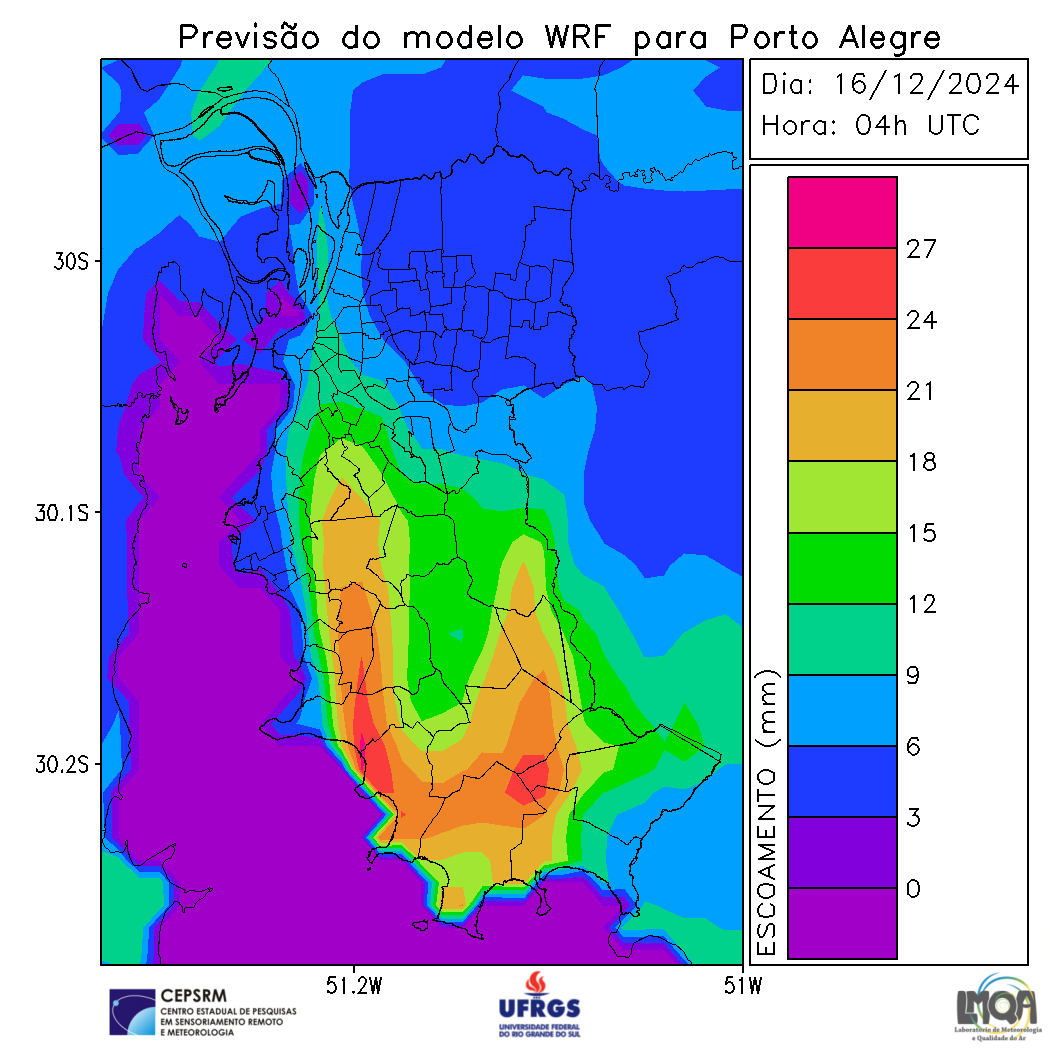 Previsão do modelo WRF para Porto Alegre
Dia: 16/12/2024
Hora: 04h UTC
27
24
21
18
15
12
9
6
3
0
ESCOAMENTO (mm)
30S
30.1S
30.2S
51.2W
51W
CEPSRM
CENTRO ESTADUAL DE PESQUISAS
EM SENSORIAMENTO REMOTO
E METEOROLOGIA
UFRGS
UNIVERSIDADE FEDERAL
DO RIO GRANDE DO SUL
LMQA
Laboratório de Meteorologia
e Qualidade do Ar